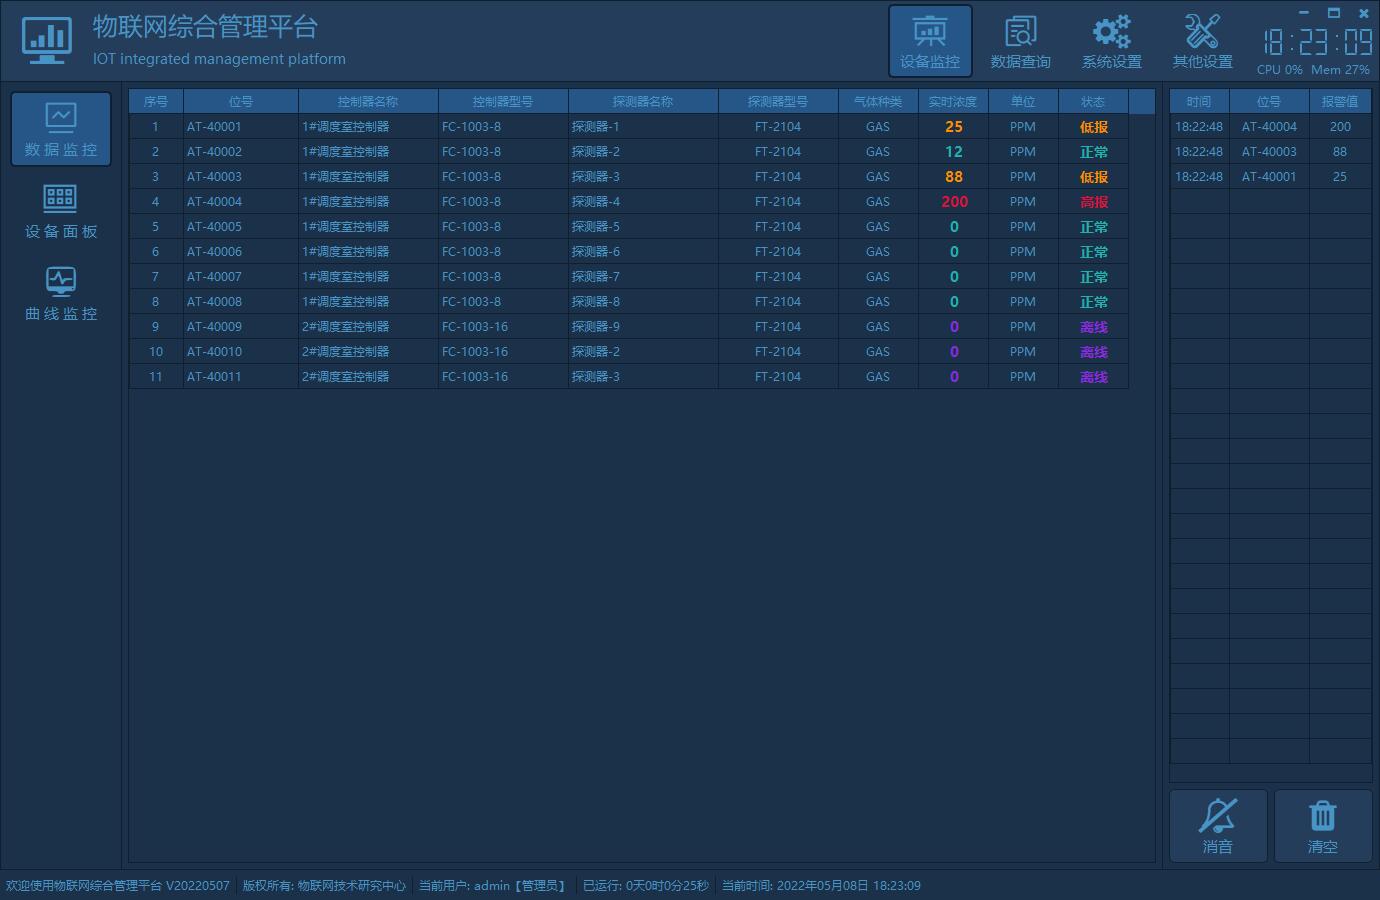 物联网综合管理平台
IOT integrated management platform
设备监控 数据查询 系统设置 其他设置
18:23:09
CPU 0% Mem 27%
数据监控
设备面板
曲线监控
序号 位号 控制器名称 控制器型号 探测器名称 探测器型号 气体种类 实时浓度 单位 状态
1 AT-40001 1#调度室控制器 FC-1003-8 探测器-1 FT-2104 GAS 25 PPM 低报
2 AT-40002 1#调度室控制器 FC-1003-8 探测器-2 FT-2104 GAS 12 PPM 正常
3 AT-40003 1#调度室控制器 FC-1003-8 探测器-3 FT-2104 GAS 88 PPM 低报
4 AT-40004 1#调度室控制器 FC-1003-8 探测器-4 FT-2104 GAS 200 PPM 高报
5 AT-40005 1#调度室控制器 FC-1003-8 探测器-5 FT-2104 GAS 0 PPM 正常
6 AT-40006 1#调度室控制器 FC-1003-8 探测器-6 FT-2104 GAS 0 PPM 正常
7 AT-40007 1#调度室控制器 FC-1003-8 探测器-7 FT-2104 GAS 0 PPM 正常
8 AT-40008 1#调度室控制器 FC-1003-8 探测器-8 FT-2104 GAS 0 PPM 正常
9 AT-40009 2#调度室控制器 FC-1003-16 探测器-9 FT-2104 GAS 0 PPM 离线
10 AT-40010 2#调度室控制器 FC-1003-16 探测器-2 FT-2104 GAS 0 PPM 离线
11 AT-40011 2#调度室控制器 FC-1003-16 探测器-3 FT-2104 GAS 0 PPM 离线
时间 位号 报警值
18:22:48 AT-40004 200
18:22:48 AT-40003 88
18:22:48 AT-40001 25
消音 清空
欢迎使用物联网综合管理平台 V20220507 版权所有: 物联网技术研究中心 当前用户: admin【管理员】 已运行: 0天0时0分25秒 当前时间: 2022年05月08日 18:23:09